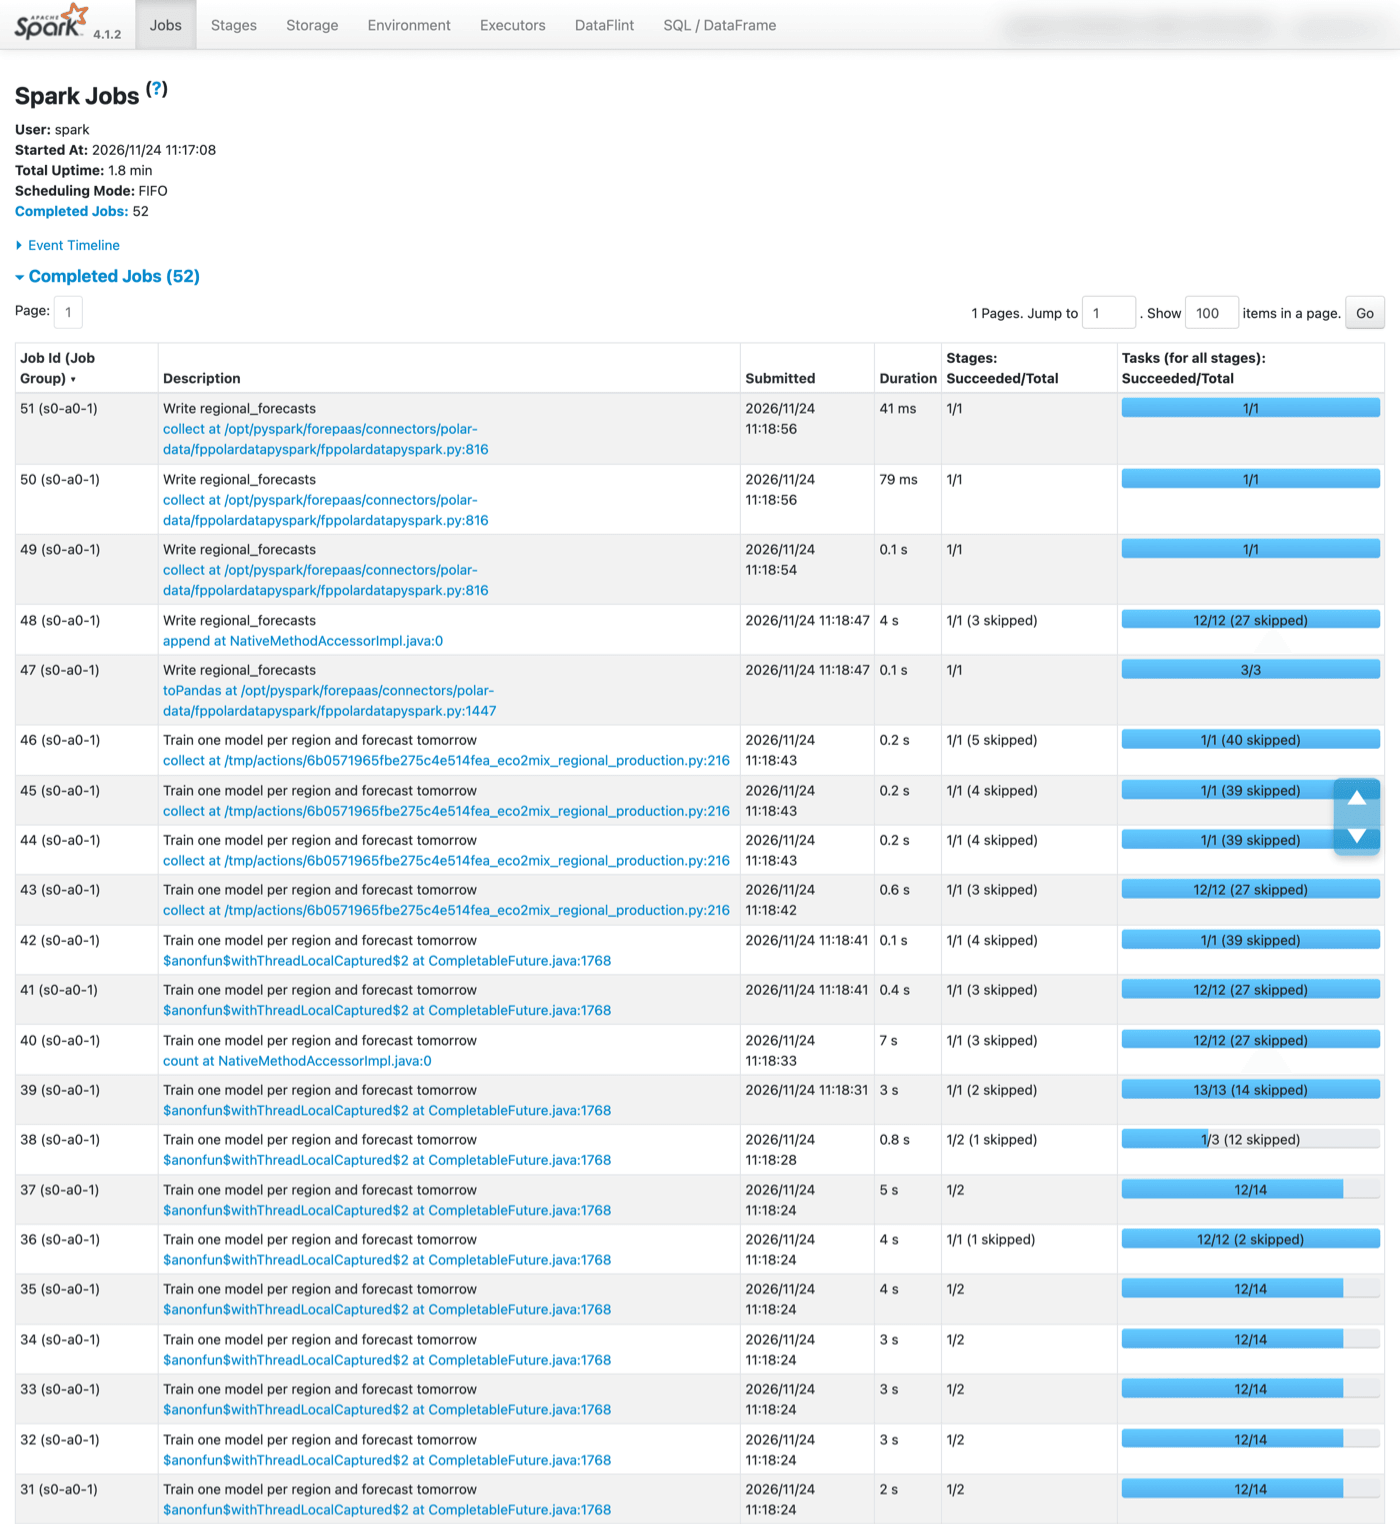 APACHE
Spark 4.1.2
Jobs
Stages
Storage
Environment
Executors
DataFlint
SQL / DataFrame
Spark Jobs (?)
User: spark
Started At: 2026/11/24 11:17:08
Total Uptime: 1.8 min
Scheduling Mode: FIFO
Completed Jobs: 52
Event Timeline
Completed Jobs (52)
Page: 1
1 Pages. Jump to 1 . Show 100 items in a page. Go
Job Id (Job
Group) ▾
Description
Submitted
Duration
Stages:
Succeeded/Total
Tasks (for all stages):
Succeeded/Total
51 (s0-a0-1)
Write regional_forecasts
collect at /opt/pyspark/forepaas/connectors/polar-
data/fppolardatapyspark/fppolardatapyspark.py:816
2026/11/24
11:18:56
41 ms
1/1
1/1
50 (s0-a0-1)
Write regional_forecasts
collect at /opt/pyspark/forepaas/connectors/polar-
data/fppolardatapyspark/fppolardatapyspark.py:816
2026/11/24
11:18:56
79 ms
1/1
1/1
49 (s0-a0-1)
Write regional_forecasts
collect at /opt/pyspark/forepaas/connectors/polar-
data/fppolardatapyspark/fppolardatapyspark.py:816
2026/11/24
11:18:54
0.1 s
1/1
1/1
48 (s0-a0-1)
Write regional_forecasts
append at NativeMethodAccessorImpl.java:0
2026/11/24 11:18:47
4 s
1/1 (3 skipped)
12/12 (27 skipped)
47 (s0-a0-1)
Write regional_forecasts
toPandas at /opt/pyspark/forepaas/connectors/polar-
data/fppolardatapyspark/fppolardatapyspark.py:1447
2026/11/24 11:18:47
0.1 s
1/1
3/3
46 (s0-a0-1)
Train one model per region and forecast tomorrow
collect at /tmp/actions/6b0571965fbe275c4e514fea_eco2mix_regional_production.py:216
2026/11/24
11:18:43
0.2 s
1/1 (5 skipped)
1/1 (40 skipped)
45 (s0-a0-1)
Train one model per region and forecast tomorrow
collect at /tmp/actions/6b0571965fbe275c4e514fea_eco2mix_regional_production.py:216
2026/11/24
11:18:43
0.2 s
1/1 (4 skipped)
1/1 (39 skipped)
44 (s0-a0-1)
Train one model per region and forecast tomorrow
collect at /tmp/actions/6b0571965fbe275c4e514fea_eco2mix_regional_production.py:216
2026/11/24
11:18:43
0.2 s
1/1 (4 skipped)
1/1 (39 skipped)
43 (s0-a0-1)
Train one model per region and forecast tomorrow
collect at /tmp/actions/6b0571965fbe275c4e514fea_eco2mix_regional_production.py:216
2026/11/24
11:18:42
0.6 s
1/1 (3 skipped)
12/12 (27 skipped)
42 (s0-a0-1)
Train one model per region and forecast tomorrow
$anonfun$withThreadLocalCaptured$2 at CompletableFuture.java:1768
2026/11/24 11:18:41
0.1 s
1/1 (4 skipped)
1/1 (39 skipped)
41 (s0-a0-1)
Train one model per region and forecast tomorrow
$anonfun$withThreadLocalCaptured$2 at CompletableFuture.java:1768
2026/11/24 11:18:41
0.4 s
1/1 (3 skipped)
12/12 (27 skipped)
40 (s0-a0-1)
Train one model per region and forecast tomorrow
count at NativeMethodAccessorImpl.java:0
2026/11/24
11:18:33
7 s
1/1 (3 skipped)
12/12 (27 skipped)
39 (s0-a0-1)
Train one model per region and forecast tomorrow
$anonfun$withThreadLocalCaptured$2 at CompletableFuture.java:1768
2026/11/24 11:18:31
3 s
1/1 (2 skipped)
13/13 (14 skipped)
38 (s0-a0-1)
Train one model per region and forecast tomorrow
$anonfun$withThreadLocalCaptured$2 at CompletableFuture.java:1768
2026/11/24
11:18:28
0.8 s
1/2 (1 skipped)
1/3 (12 skipped)
37 (s0-a0-1)
Train one model per region and forecast tomorrow
$anonfun$withThreadLocalCaptured$2 at CompletableFuture.java:1768
2026/11/24
11:18:24
5 s
1/2
12/14
36 (s0-a0-1)
Train one model per region and forecast tomorrow
$anonfun$withThreadLocalCaptured$2 at CompletableFuture.java:1768
2026/11/24
11:18:24
4 s
1/1 (1 skipped)
12/12 (2 skipped)
35 (s0-a0-1)
Train one model per region and forecast tomorrow
$anonfun$withThreadLocalCaptured$2 at CompletableFuture.java:1768
2026/11/24
11:18:24
4 s
1/2
12/14
34 (s0-a0-1)
Train one model per region and forecast tomorrow
$anonfun$withThreadLocalCaptured$2 at CompletableFuture.java:1768
2026/11/24
11:18:24
3 s
1/2
12/14
33 (s0-a0-1)
Train one model per region and forecast tomorrow
$anonfun$withThreadLocalCaptured$2 at CompletableFuture.java:1768
2026/11/24
11:18:24
3 s
1/2
12/14
32 (s0-a0-1)
Train one model per region and forecast tomorrow
$anonfun$withThreadLocalCaptured$2 at CompletableFuture.java:1768
2026/11/24
11:18:24
3 s
1/2
12/14
31 (s0-a0-1)
Train one model per region and forecast tomorrow
$anonfun$withThreadLocalCaptured$2 at CompletableFuture.java:1768
2026/11/24
11:18:24
2 s
1/2
12/14